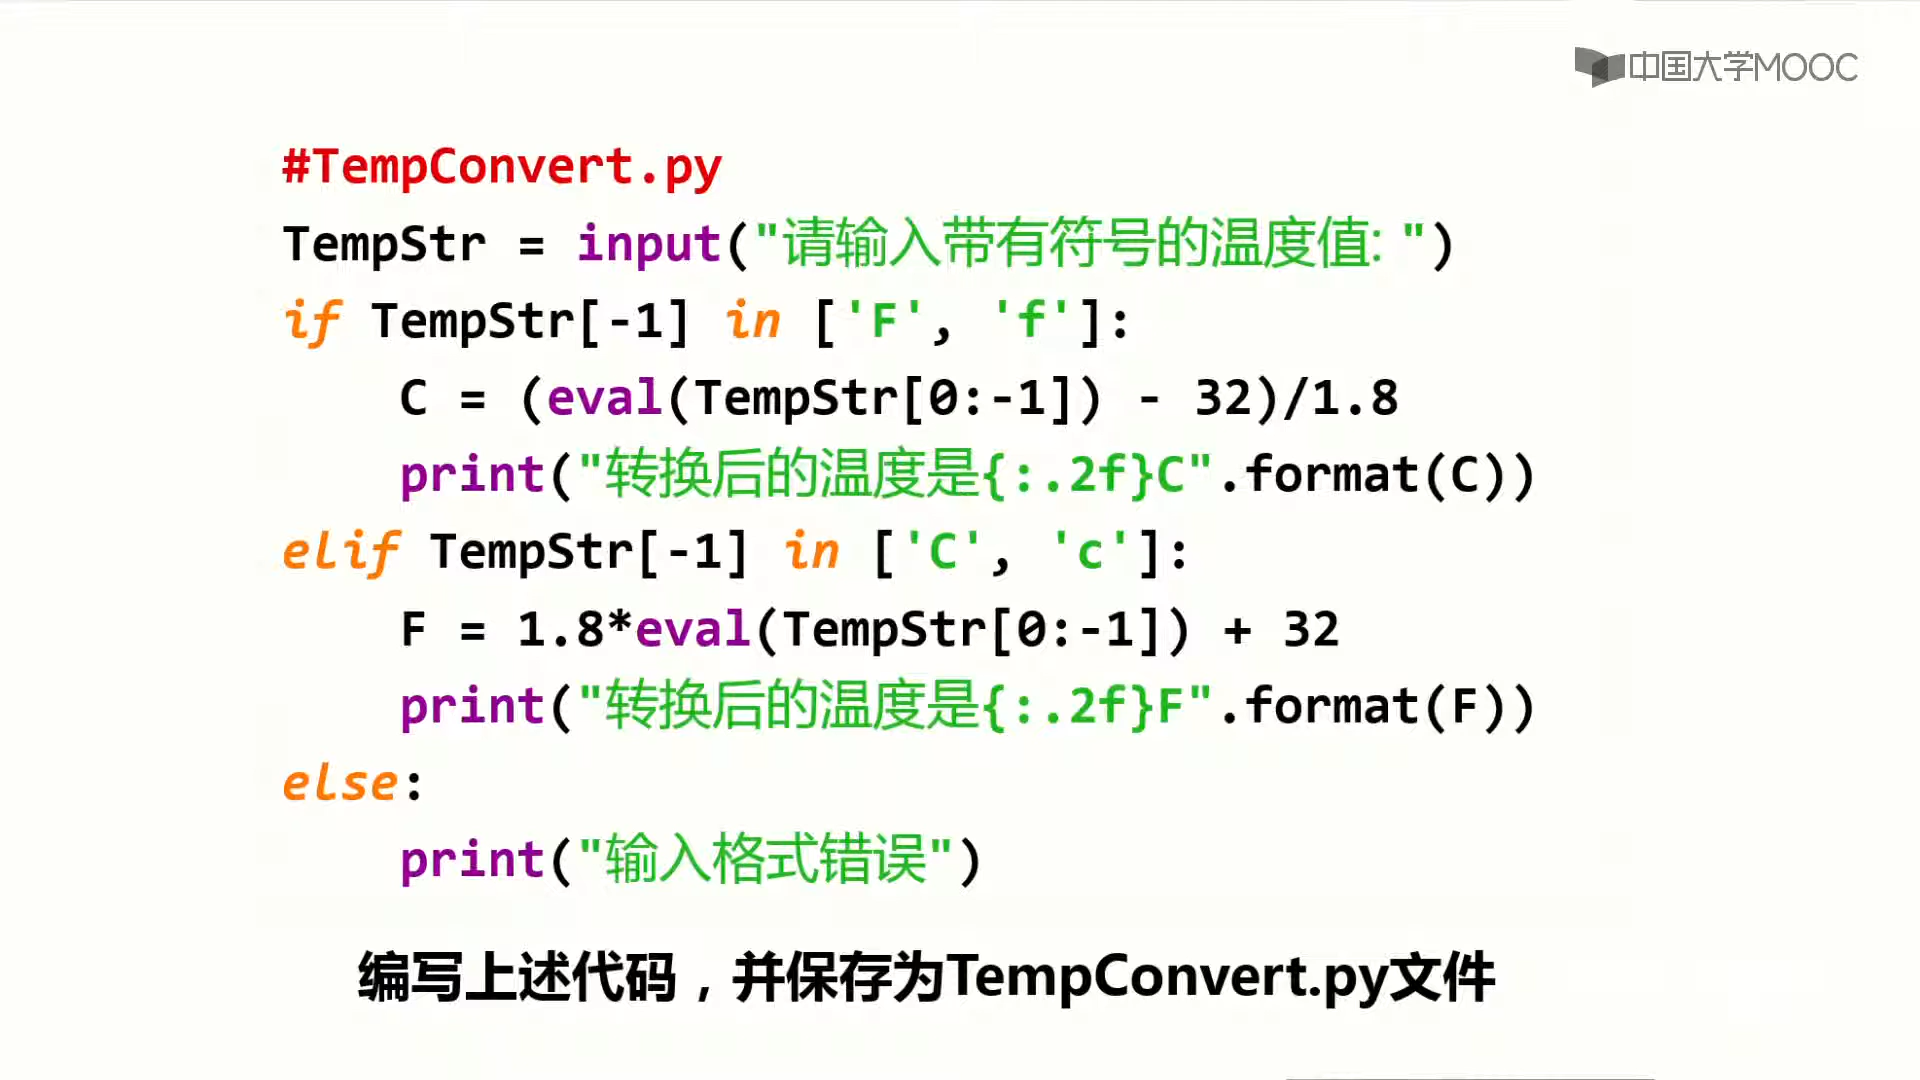 中国大学MOOC
#TempConvert.py
TempStr = input("请输入带有符号的温度值: ")
if TempStr[-1] in ['F', 'f']:
    C = (eval(TempStr[0:-1]) - 32)/1.8
    print("转换后的温度是{:.2f}C".format(C))
elif TempStr[-1] in ['C', 'c']:
    F = 1.8*eval(TempStr[0:-1]) + 32
    print("转换后的温度是{:.2f}F".format(F))
else:
    print("输入格式错误")
编写上述代码，并保存为TempConvert.py文件